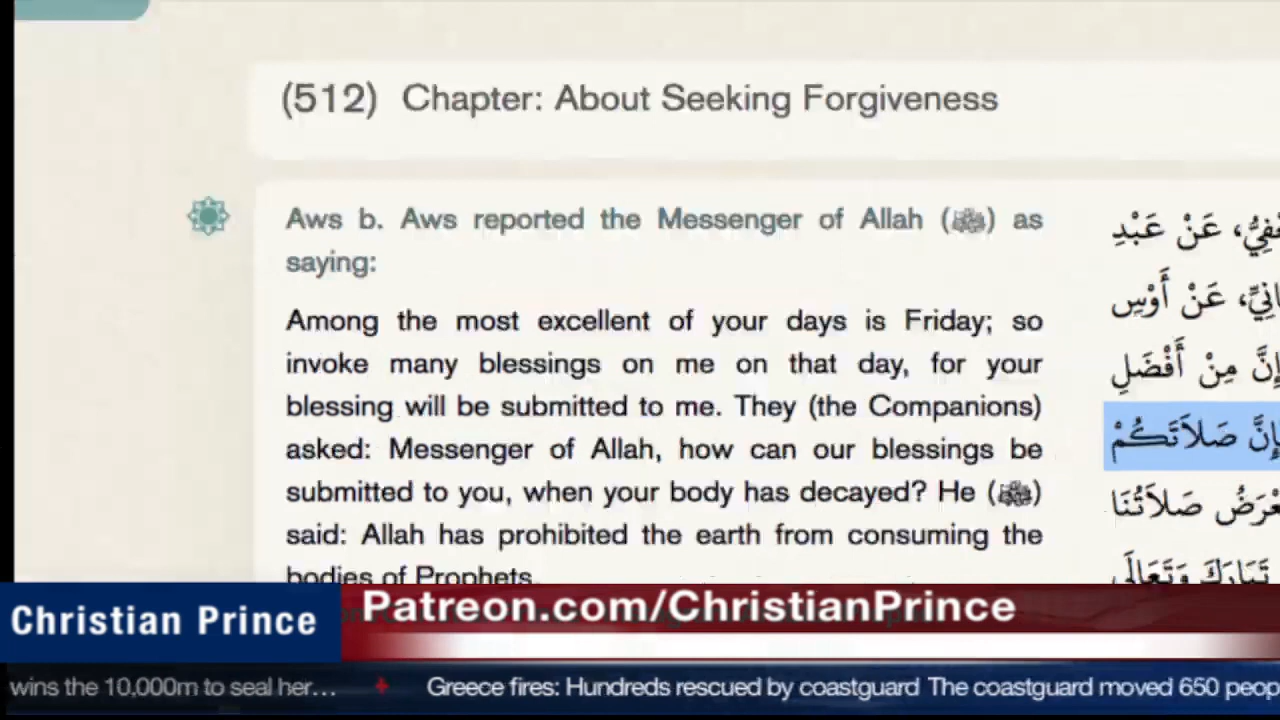 (512) Chapter: About Seeking Forgiveness
Aws b. Aws reported the Messenger of Allah (ﷺ) as
saying:
Among the most excellent of your days is Friday; so
invoke many blessings on me on that day, for your
blessing will be submitted to me. They (the Companions)
asked: Messenger of Allah, how can our blessings be
submitted to you, when your body has decayed? He (ﷺ)
said: Allah has prohibited the earth from consuming the
bodies of Prophets.
عَنْ عَبْدِ
عَنْ أَوْسِ
إِنَّ مِنْ أَفْضَلِ
إِنَّ صَلاَتَكُمْ
صَلاَتُنَا
تَبَارَكَ وَتَعَالَى
Christian Prince
Patreon.com/ChristianPrince
wins the 10,000m to seal her... + Greece fires: Hundreds rescued by coastguard The coastguard moved 650